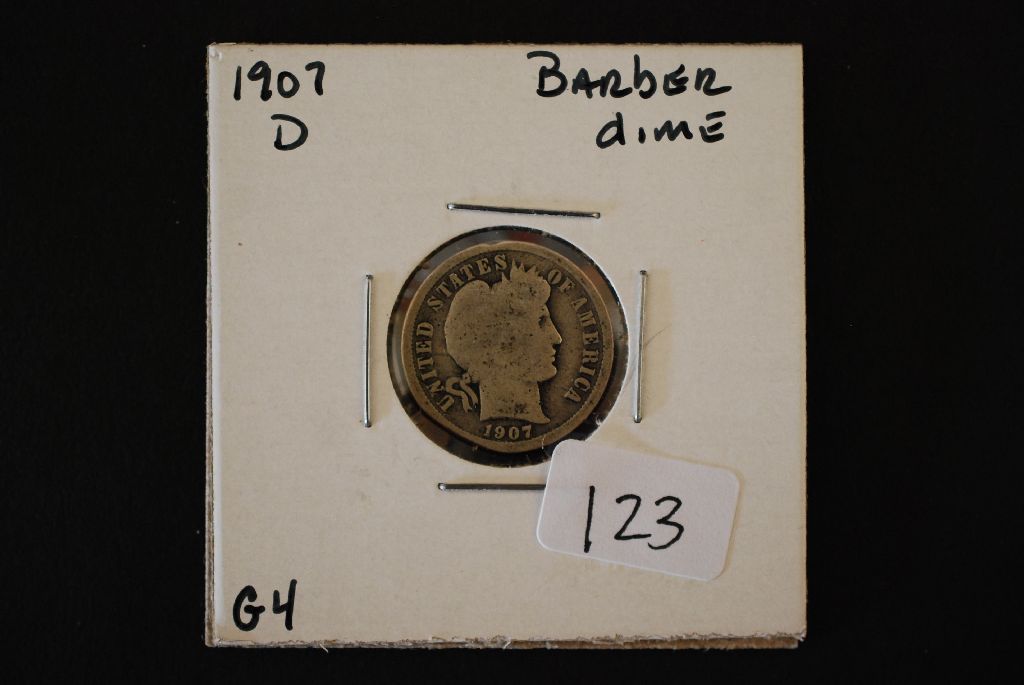 1907 Barber
D dime
UNITED STATES OF AMERICA
1907
123
G4